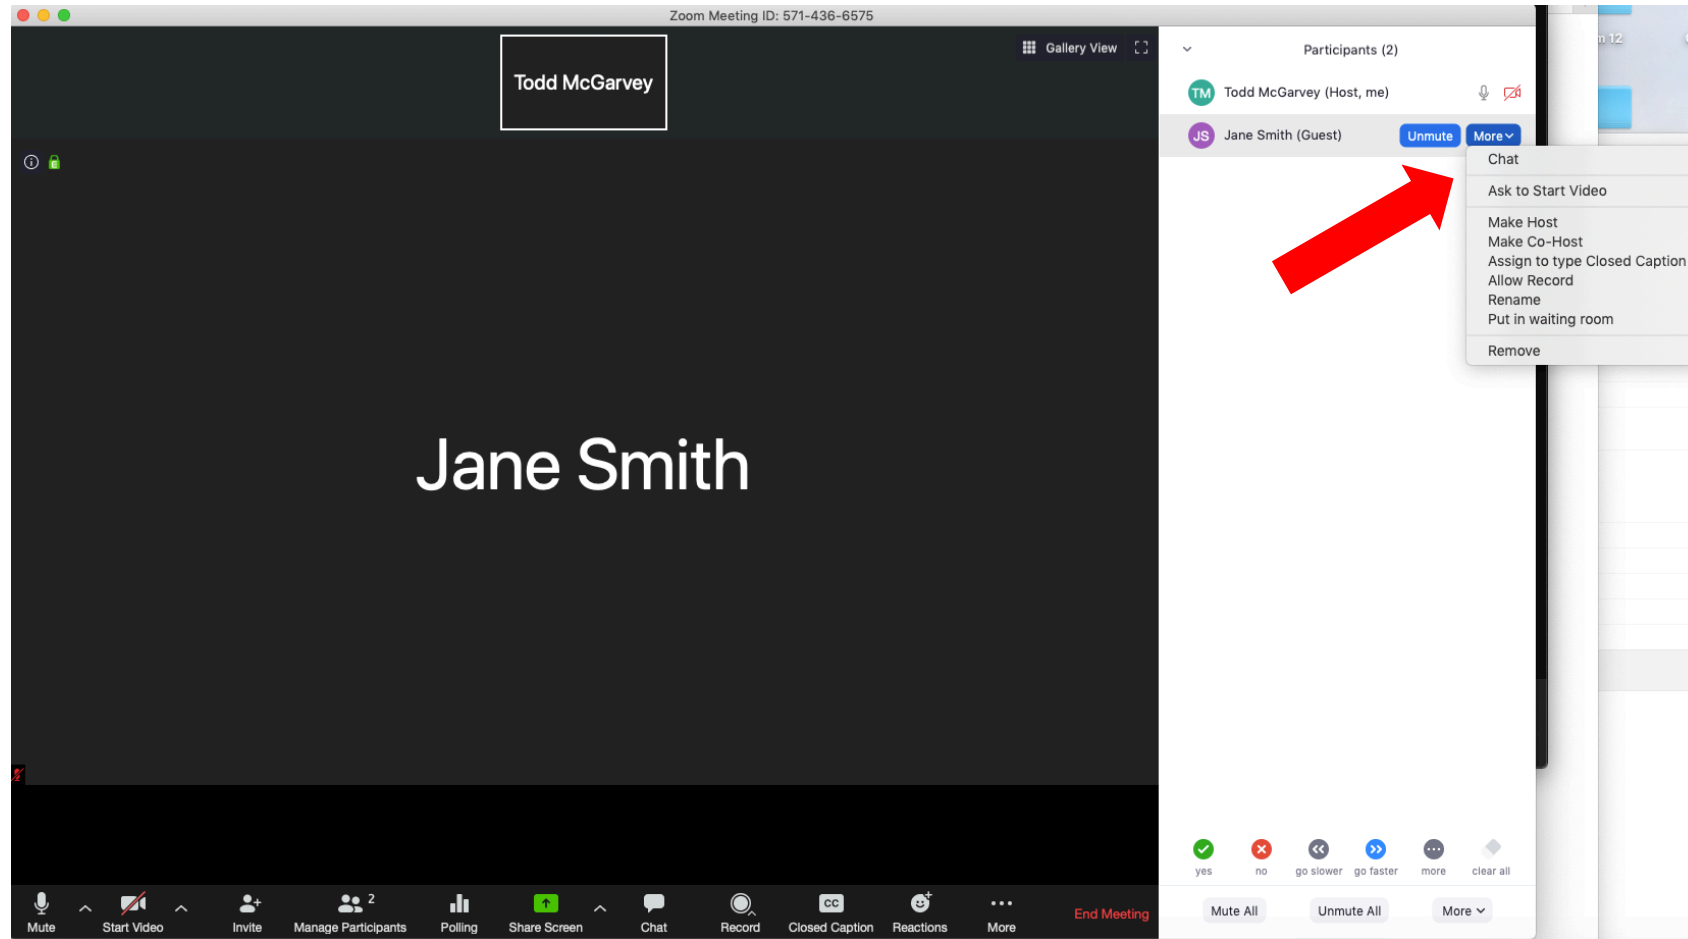 Zoom Meeting ID: 571-436-6575
Todd McGarvey
Gallery View
Participants (2)
TM Todd McGarvey (Host, me)
JS Jane Smith (Guest) Unmute More
Chat
Ask to Start Video
Make Host
Make Co-Host
Assign to type Closed Caption
Allow Record
Rename
Put in waiting room
Remove
Jane Smith
yes no go slower go faster more clear all
Mute All Unmute All More
2
CC
Mute Start Video Invite Manage Participants Polling Share Screen Chat Record Closed Caption Reactions More End Meeting